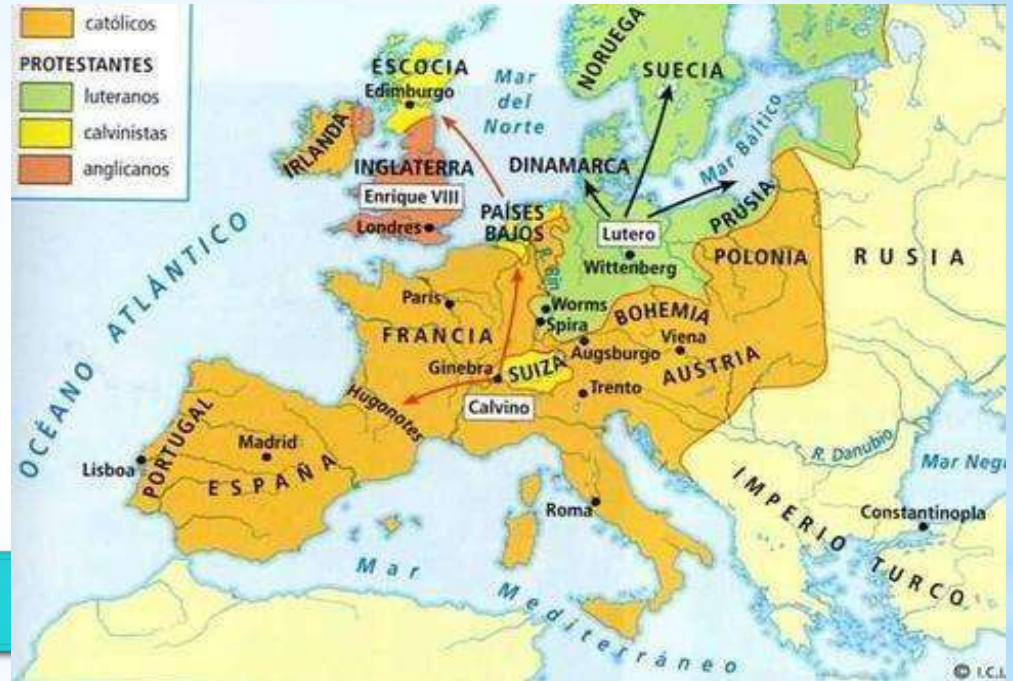 católicos
PROTESTANTES
luteranos
calvinistas
anglicanos
NORUEGA
SUECIA
ESCOCIA
Edimburgo
Mar
del
Norte
Mar Báltico
IRLANDA
INGLATERRA
Enrique VIII
Londres
DINAMARCA
PAÍSES
BAJOS
Lutero
Wittenberg
PRUSIA
POLONIA
RUSIA
R. Rin
Worms
Spira
BOHEMIA
Augsburgo
Viena
AUSTRIA
París
FRANCIA
Ginebra
SUIZA
Trento
Calvino
Hugonotes
OCÉANO ATLÁNTICO
PORTUGAL
Lisboa
Madrid
ESPAÑA
Roma
R. Danubio
Mar Neg
Constantinopla
IMPERIO TURCO
Mar Mediterráneo
© I.C.L